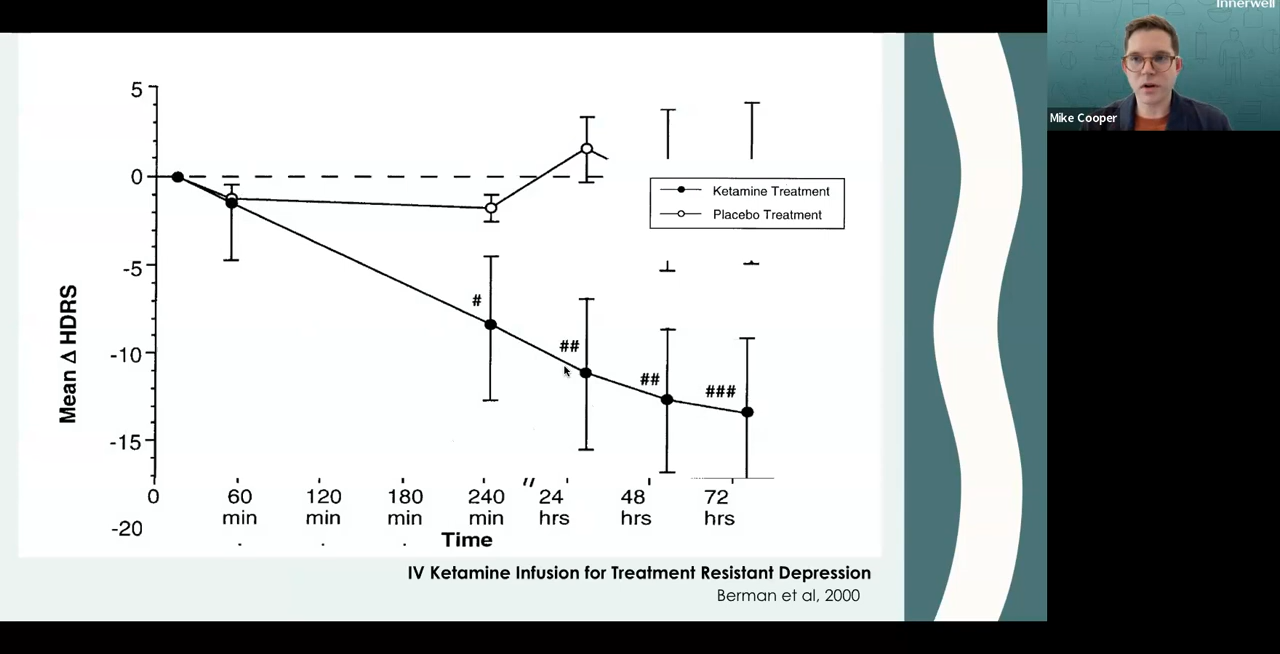 Innerwell
Mike Cooper
5
0
-5
-10
-15
-20
Mean Δ HDRS
Ketamine Treatment
Placebo Treatment
#
##
##
###
0 60 120 180 240 // 24 48 72
min min min min hrs hrs hrs
Time
IV Ketamine Infusion for Treatment Resistant Depression
Berman et al, 2000